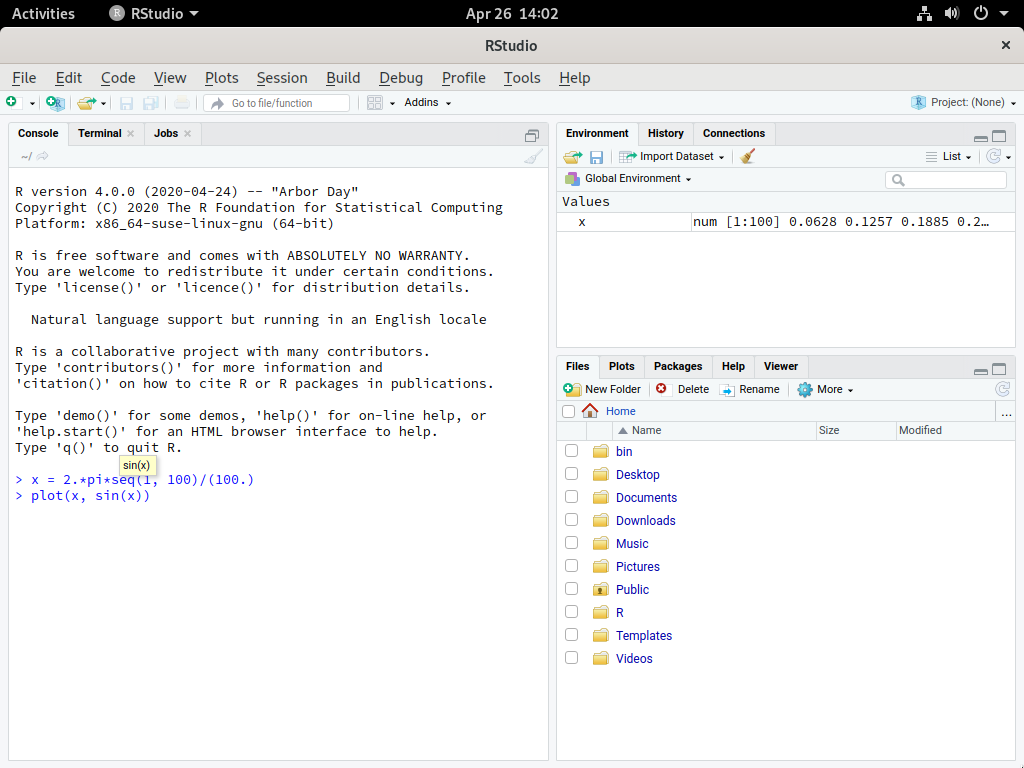 Activities RStudio Apr 26 14:02
RStudio
File Edit Code View Plots Session Build Debug Profile Tools Help
Go to file/function Addins Project: (None)
Console Terminal Jobs
~/
R version 4.0.0 (2020-04-24) -- "Arbor Day"
Copyright (C) 2020 The R Foundation for Statistical Computing
Platform: x86_64-suse-linux-gnu (64-bit)
R is free software and comes with ABSOLUTELY NO WARRANTY.
You are welcome to redistribute it under certain conditions.
Type 'license()' or 'licence()' for distribution details.
Natural language support but running in an English locale
R is a collaborative project with many contributors.
Type 'contributors()' for more information and
'citation()' on how to cite R or R packages in publications.
Type 'demo()' for some demos, 'help()' for on-line help, or
'help.start()' for an HTML browser interface to help.
Type 'q()' to quit R.
sin(x)
> x = 2.*pi*seq(1, 100)/(100.)
> plot(x, sin(x))
Environment History Connections
Import Dataset List
Global Environment
Values
x num [1:100] 0.0628 0.1257 0.1885 0.2…
Files Plots Packages Help Viewer
New Folder Delete Rename More
Home ...
Name Size Modified
bin
Desktop
Documents
Downloads
Music
Pictures
Public
R
Templates
Videos